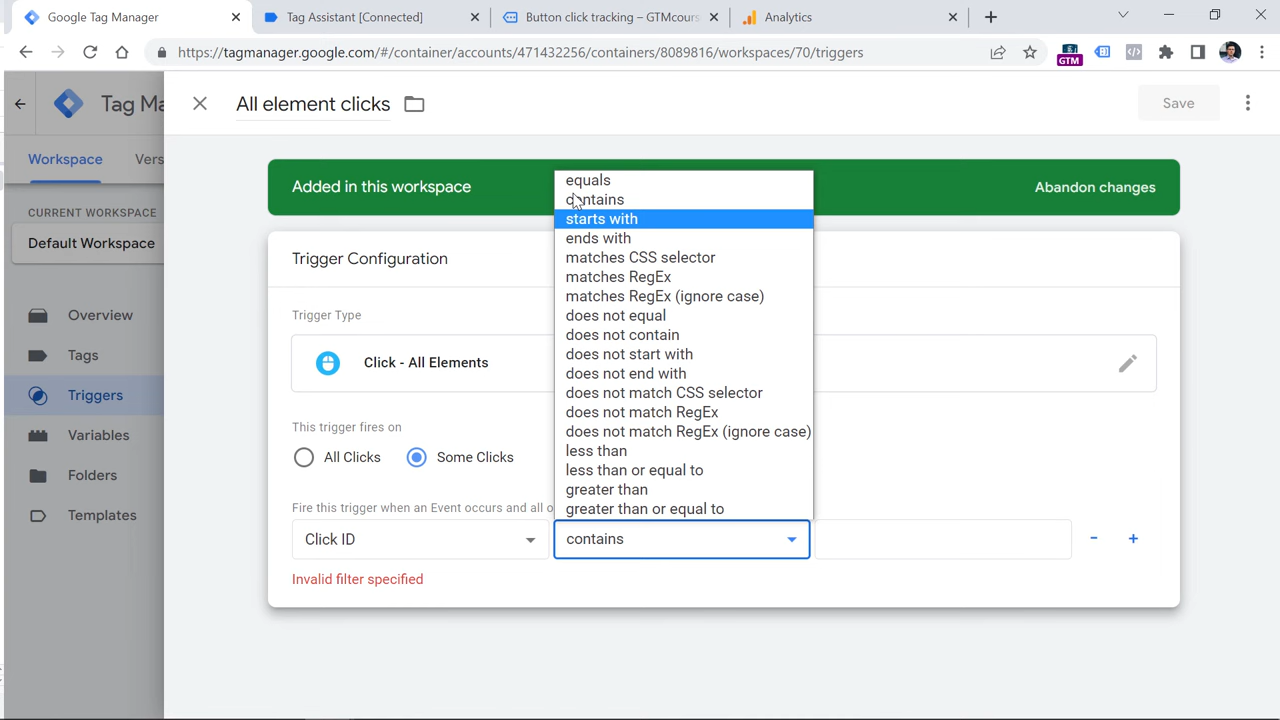 Google Tag Manager
Tag Assistant [Connected]
Button click tracking – GTMcours
Analytics
https://tagmanager.google.com/#/container/accounts/471432256/containers/8089816/workspaces/70/triggers
GTM
Tag Ma
All element clicks
Save
Workspace
Vers
Added in this workspace
Abandon changes
CURRENT WORKSPACE
Default Workspace
Overview
Tags
Triggers
Variables
Folders
Templates
Trigger Configuration
Trigger Type
Click - All Elements
This trigger fires on
All Clicks
Some Clicks
Fire this trigger when an Event occurs and all o
Click ID
contains
Invalid filter specified
equals
contains
starts with
ends with
matches CSS selector
matches RegEx
matches RegEx (ignore case)
does not equal
does not contain
does not start with
does not end with
does not match CSS selector
does not match RegEx
does not match RegEx (ignore case)
less than
less than or equal to
greater than
greater than or equal to